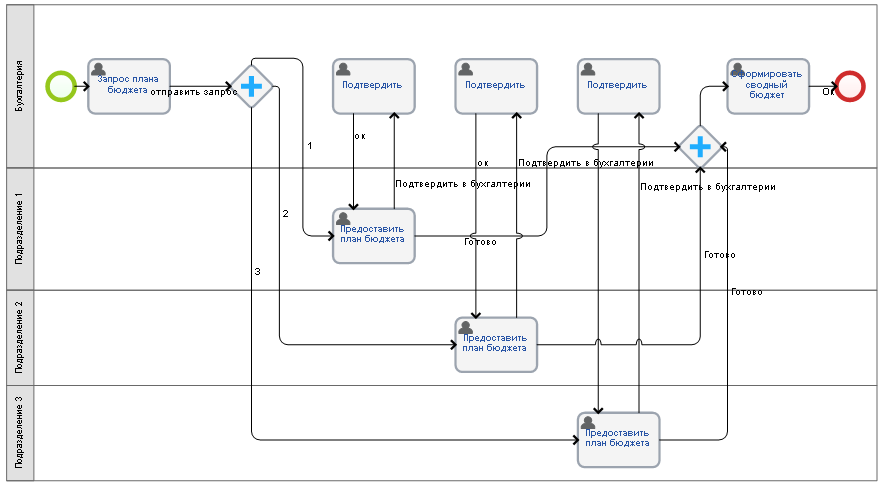 Бухгалтерия
Запрос плана
бюджета
отправить запрос
Подтвердить
Подтвердить
Подтвердить
Сформировать
сводный
бюджет
ОК
ок
1
ок
Подтвердить в бухгалтерии
Подтвердить в бухгалтерии
Подтвердить в бухгалтерии
Подразделение 1
2
Предоставить
план бюджета
Готово
Готово
3
Готово
Подразделение 2
Предоставить
план бюджета
Подразделение 3
Предоставить
план бюджета